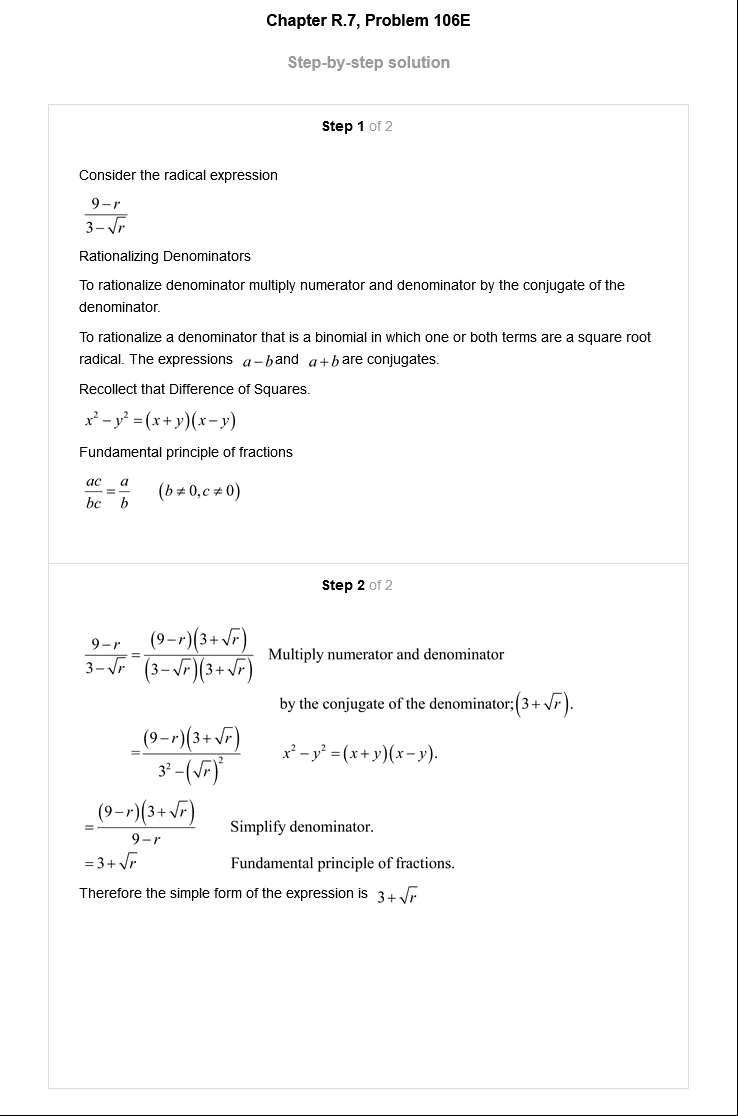 Chapter R.7, Problem 106E
Step-by-step solution
Step 1 of 2
Consider the radical expression
\frac{9-r}{3-\sqrt{r}}
Rationalizing Denominators
To rationalize denominator multiply numerator and denominator by the conjugate of the
denominator.
To rationalize a denominator that is a binomial in which one or both terms are a square root
radical. The expressions a-b and a+b are conjugates.
Recollect that Difference of Squares.
x^2-y^2=(x+y)(x-y)
Fundamental principle of fractions
\frac{ac}{bc}=\frac{a}{b} (b≠0,c≠0)
Step 2 of 2
\frac{9-r}{3-\sqrt{r}}=\frac{(9-r)(3+\sqrt{r})}{(3-\sqrt{r})(3+\sqrt{r})} Multiply numerator and denominator
by the conjugate of the denominator;(3+\sqrt{r}).
=\frac{(9-r)(3+\sqrt{r})}{3^2-(\sqrt{r})^2} x^2-y^2=(x+y)(x-y).
=\frac{(9-r)(3+\sqrt{r})}{9-r} Simplify denominator.
=3+\sqrt{r} Fundamental principle of fractions.
Therefore the simple form of the expression is 3+\sqrt{r}